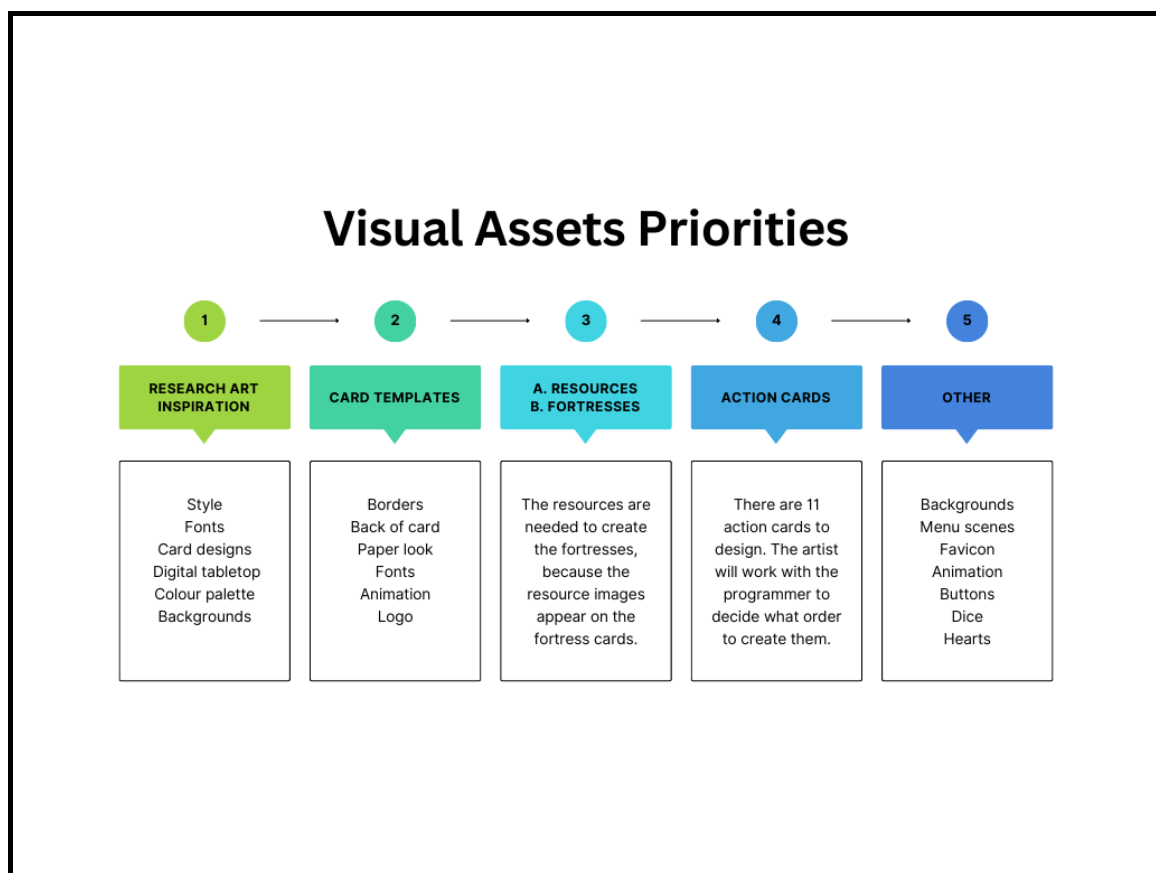 Visual Assets Priorities
1
2
3
4
5
RESEARCH ART
INSPIRATION
CARD TEMPLATES
A. RESOURCES
B. FORTRESSES
ACTION CARDS
OTHER
Style
Fonts
Card designs
Digital tabletop
Colour palette
Backgrounds
Borders
Back of card
Paper look
Fonts
Animation
Logo
The resources are
needed to create
the fortresses,
because the
resource images
appear on the
fortress cards.
There are 11
action cards to
design. The artist
will work with the
programmer to
decide what order
to create them.
Backgrounds
Menu scenes
Favicon
Animation
Buttons
Dice
Hearts